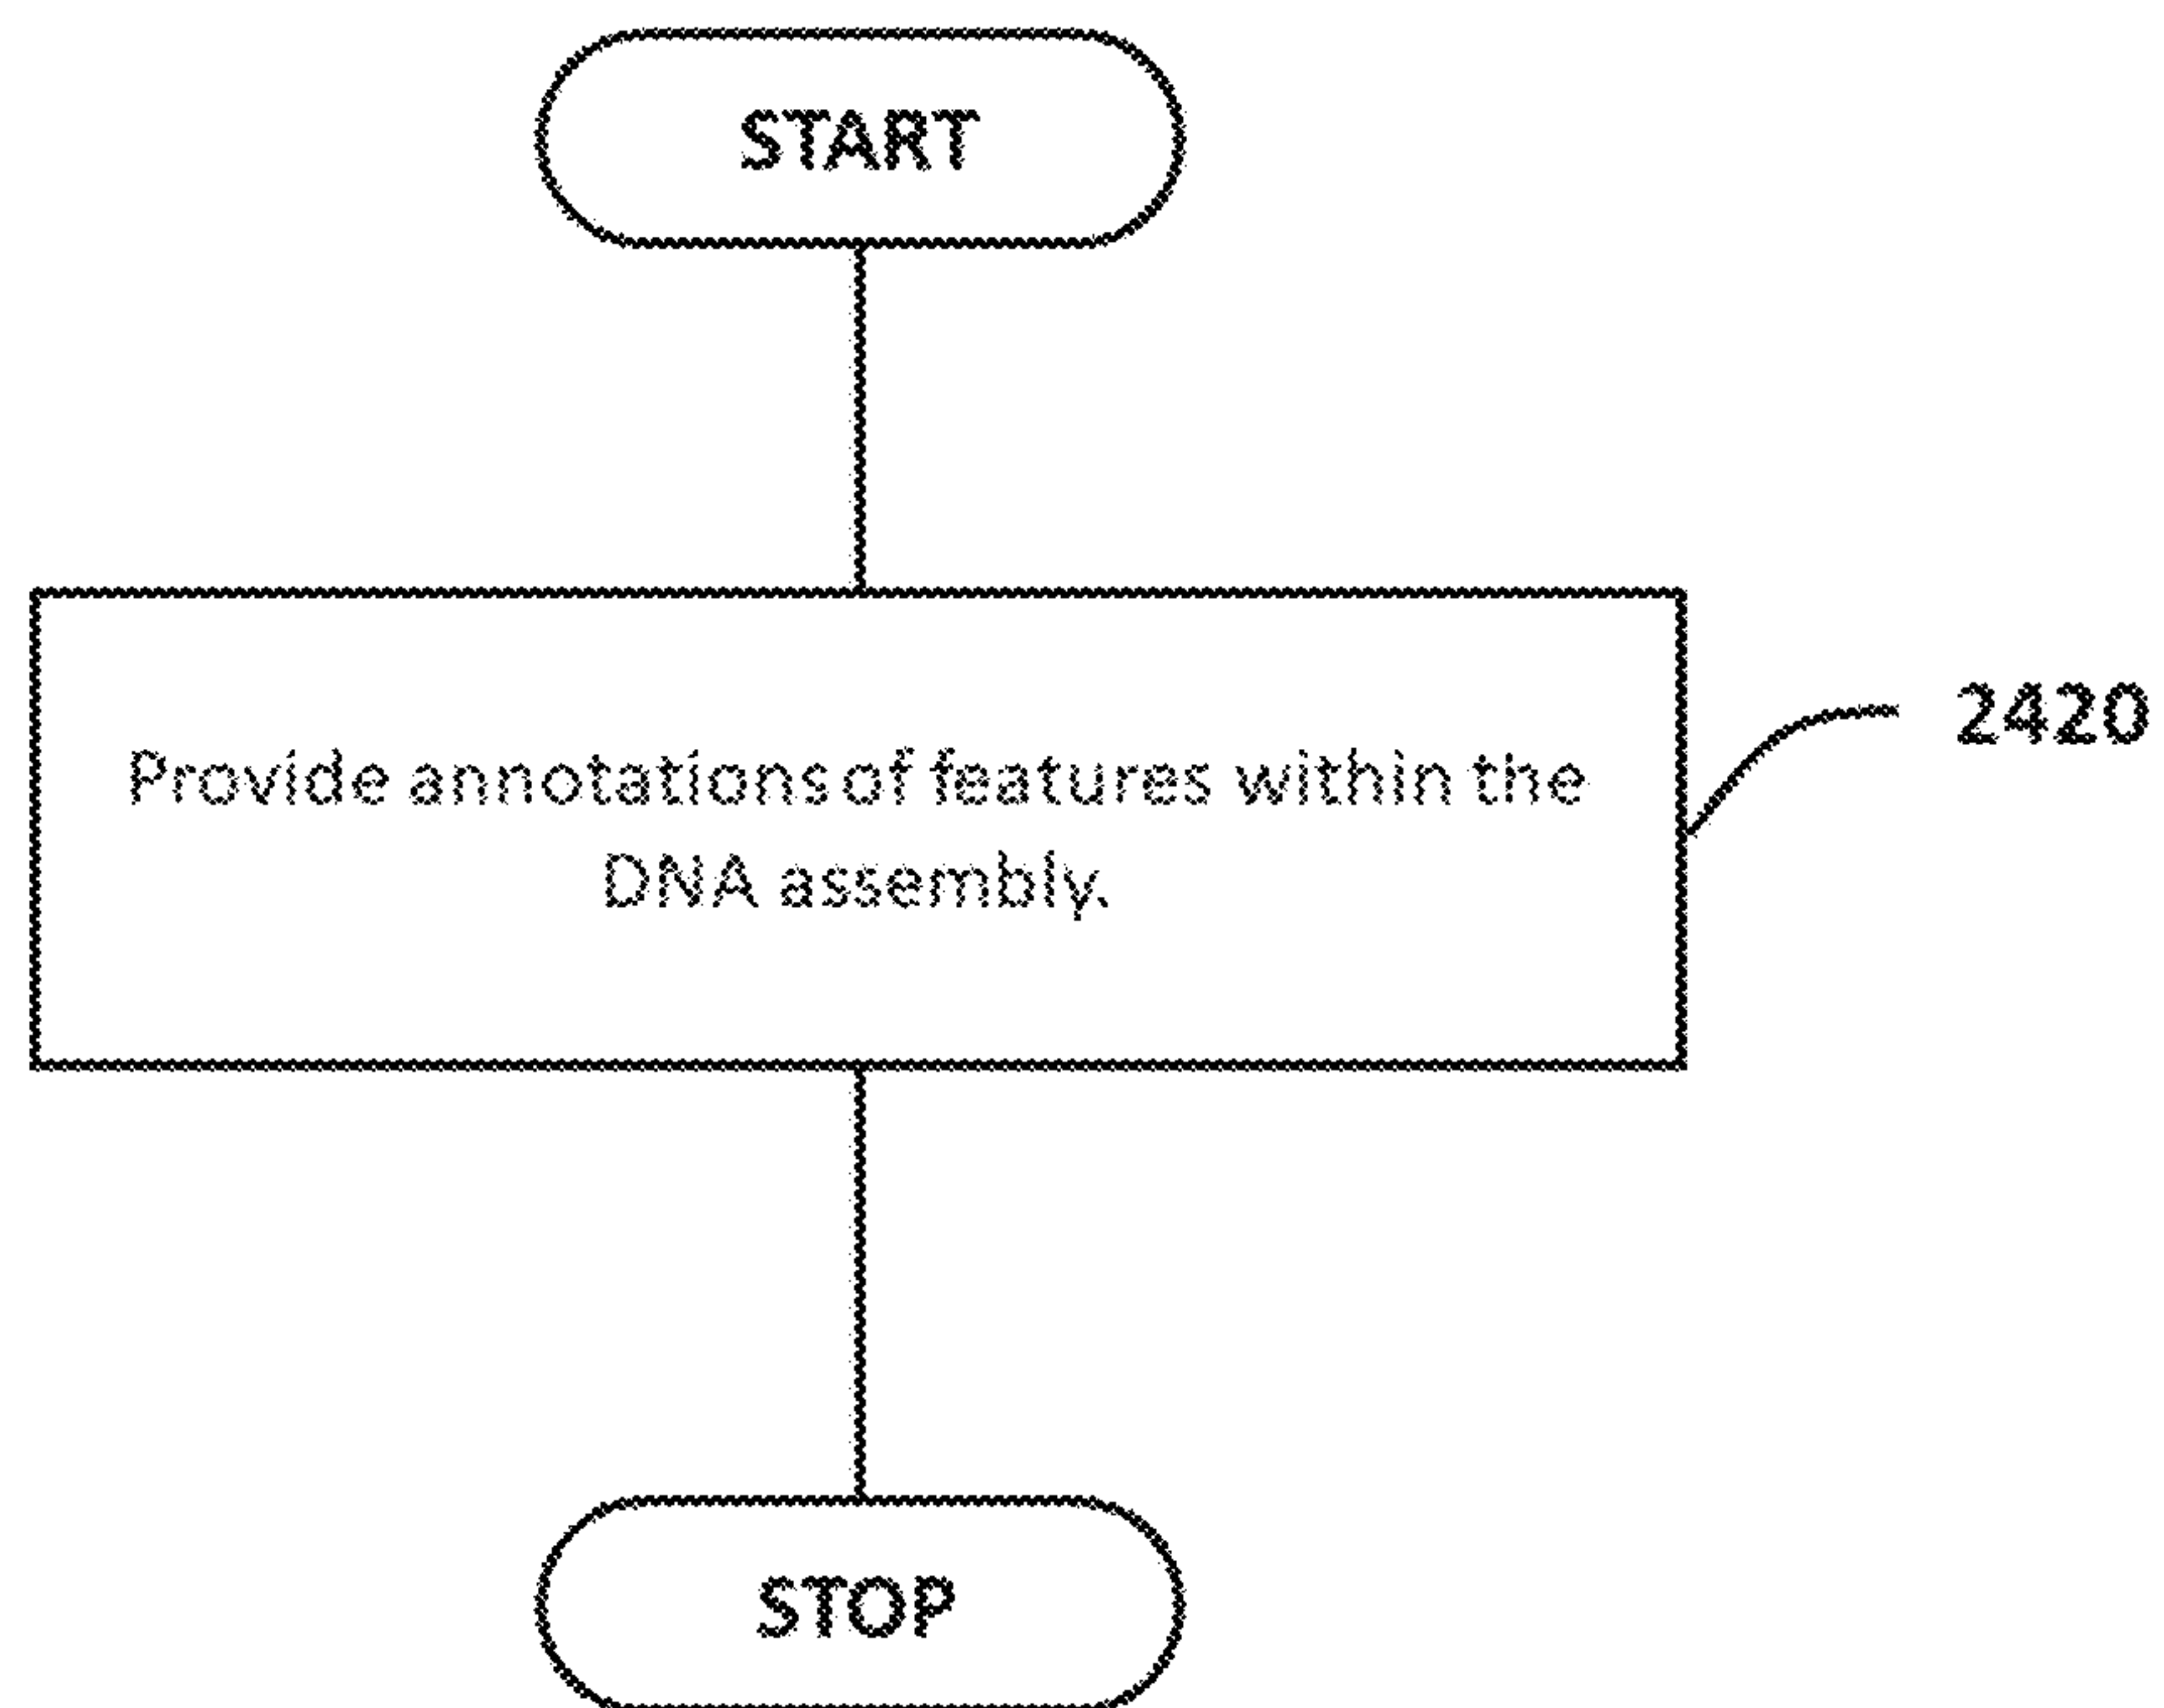 START
Provide annotations of features within the
2420
DNA assembly.
STOP